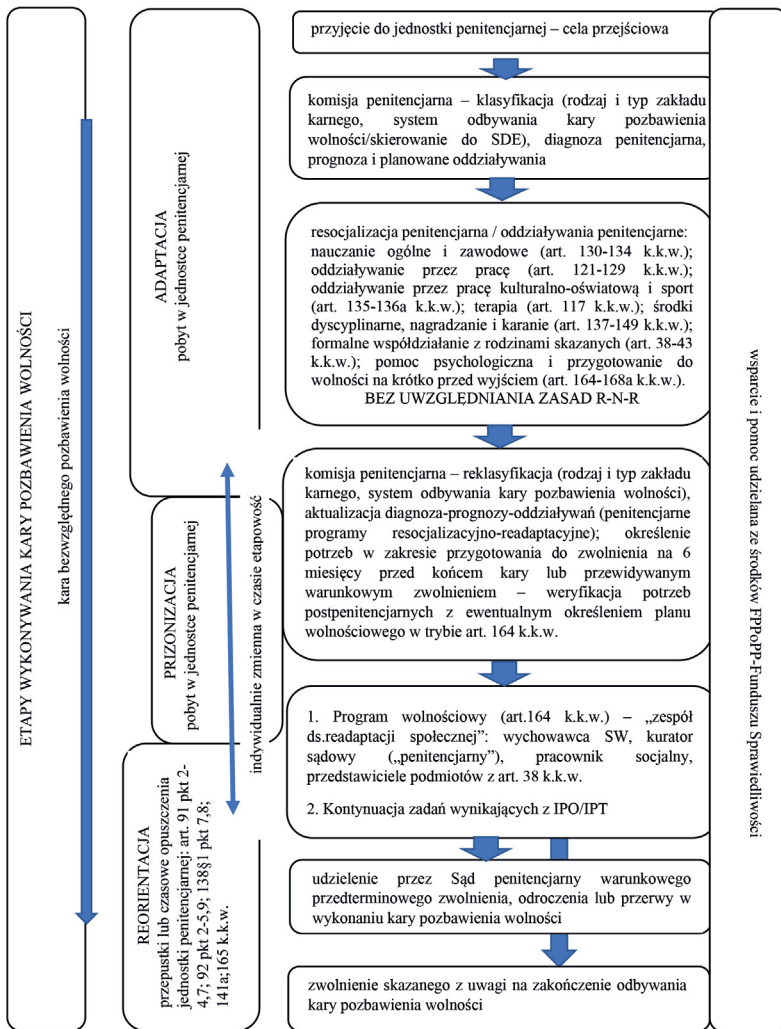 ETAPY WYKONYWANIA KARY POZBAWIENIA WOLNOŚCI
kara bezwzględnego pozbawienia wolności
ADAPTACJA
pobyt w jednostce penitencjarnej
PRIZONIZACJA
pobyt w jednostce penitencjarnej
REORIENTACJA
przepustki lub czasowe opuszczenia
jednostki penitencjarnej: art. 91 pkt 2-
4,7; 92 pkt 2-5,9; 138§1 pkt 7,8;
141a;165 k.k.w.
indywidualnie zmienna w czasie etapowość
przyjęcie do jednostki penitencjarnej – cela przejściowa
komisja penitencjarna – klasyfikacja (rodzaj i typ zakładu
karnego, system odbywania kary pozbawienia
wolności/skierowanie do SDE), diagnoza penitencjarna,
prognoza i planowane oddziaływania
resocjalizacja penitencjarna / oddziaływania penitencjarne:
nauczanie ogólne i zawodowe (art. 130-134 k.k.w.);
oddziaływanie przez pracę (art. 121-129 k.k.w.);
oddziaływanie przez pracę kulturalno-oświatową i sport
(art. 135-136a k.k.w.); terapia (art. 117 k.k.w.); środki
dyscyplinarne, nagradzanie i karanie (art. 137-149 k.k.w.);
formalne współdziałanie z rodzinami skazanych (art. 38-43
k.k.w.); pomoc psychologiczna i przygotowanie do
wolności na krótko przed wyjściem (art. 164-168a k.k.w.).
BEZ UWZGLĘDNIANIA ZASAD R-N-R
komisja penitencjarna – reklasyfikacja (rodzaj i typ zakładu
karnego, system odbywania kary pozbawienia wolności),
aktualizacja diagnoza-prognozy-oddziaływań (penitencjarne
programy resocjalizacyjno-readaptacyjne); określenie
potrzeb w zakresie przygotowania do zwolnienia na 6
miesięcy przed końcem kary lub przewidywanym
warunkowym zwolnieniem – weryfikacja potrzeb
postpenitencjarnych z ewentualnym określeniem planu
wolnościowego w trybie art. 164 k.k.w.
1. Program wolnościowy (art.164 k.k.w.) – „zespół
ds.readaptacji społecznej”: wychowawca SW, kurator
sądowy („penitencjarny”), pracownik socjalny,
przedstawiciele podmiotów z art. 38 k.k.w.
2. Kontynuacja zadań wynikających z IPO/IPT
udzielenie przez Sąd penitencjarny warunkowego
przedterminowego zwolnienia, odroczenia lub przerwy w
wykonaniu kary pozbawienia wolności
zwolnienie skazanego z uwagi na zakończenie odbywania
kary pozbawienia wolności
wsparcie i pomoc udzielana ze środków FPPoPP-Funduszu Sprawiedliwości